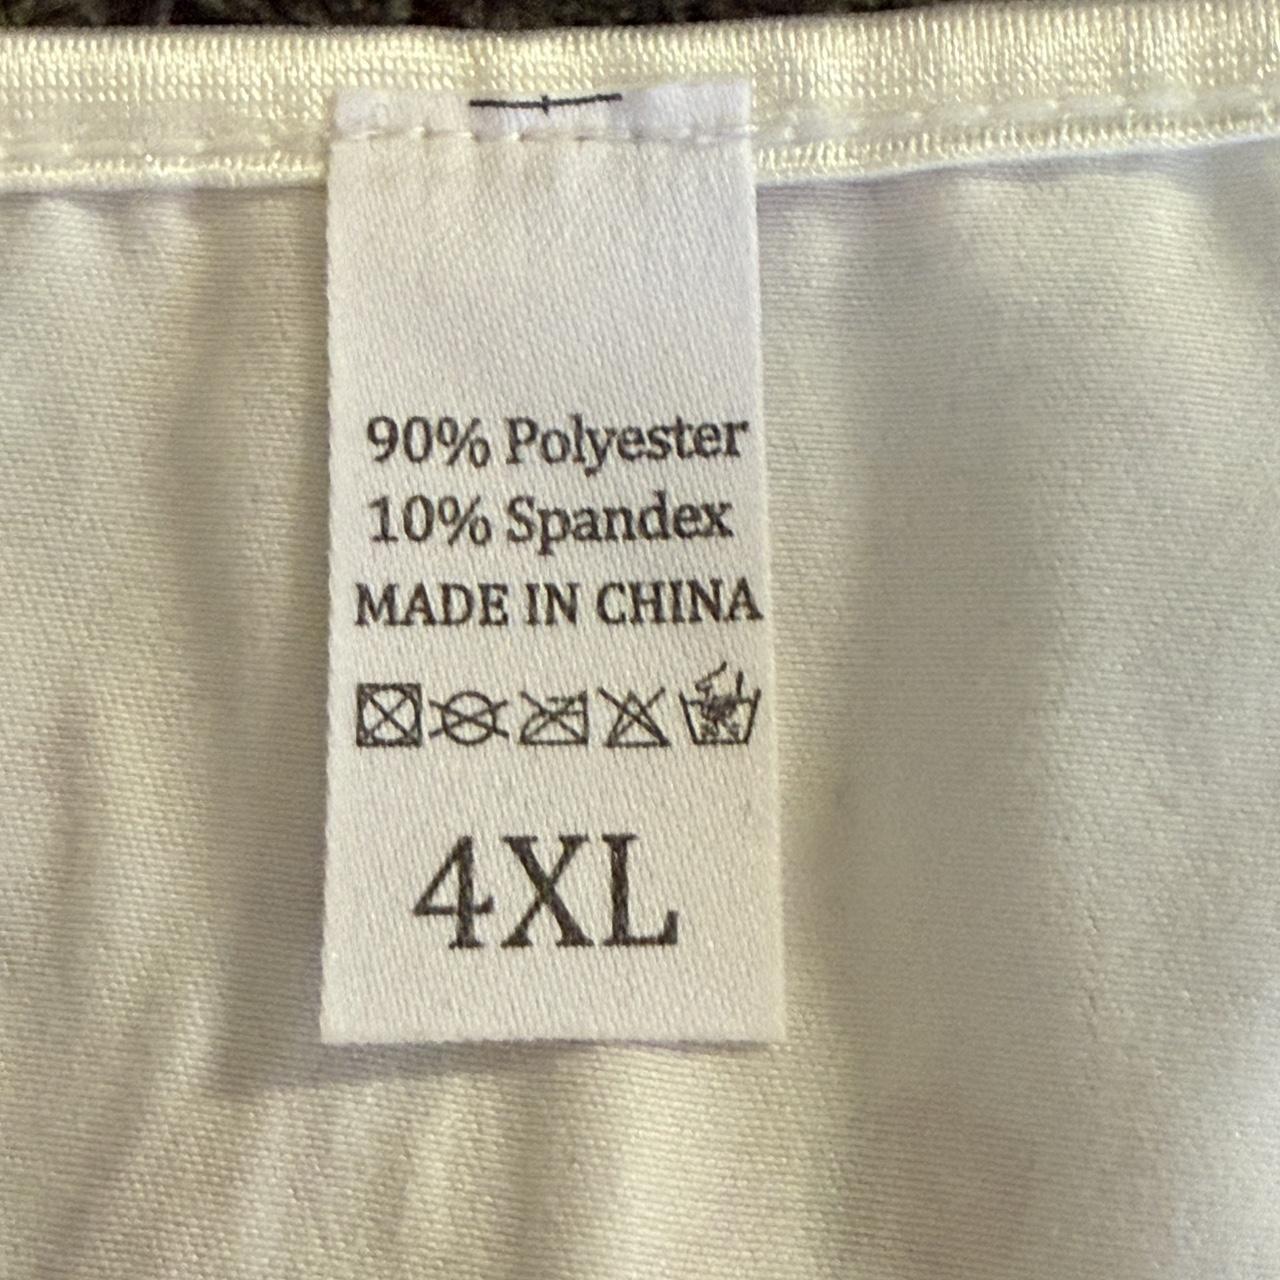 90% Polyester
10% Spandex
MADE IN CHINA
4XL